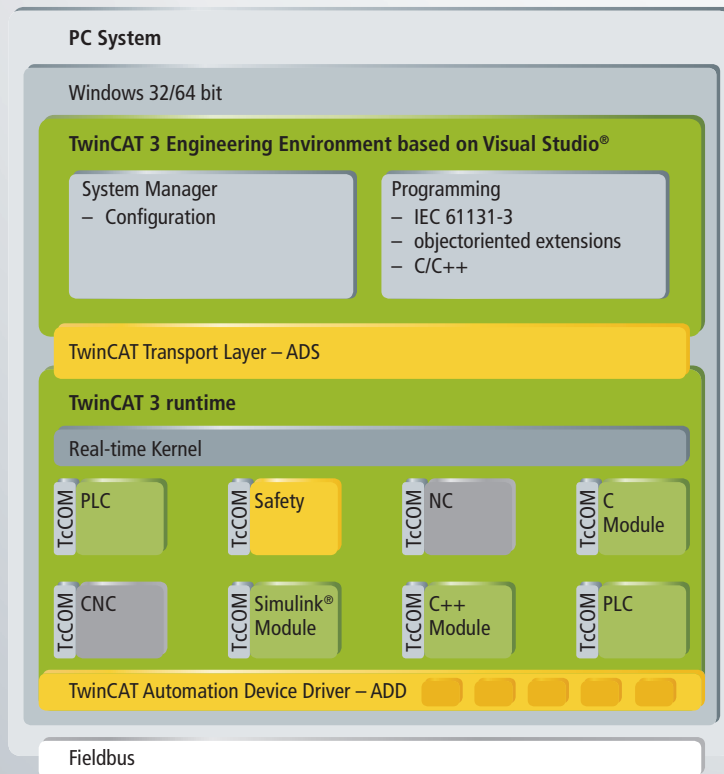 PC System
Windows 32/64 bit
TwinCAT 3 Engineering Environment based on Visual Studio®
System Manager
– Configuration
Programming
– IEC 61131-3
– objectoriented extensions
– C/C++
TwinCAT Transport Layer – ADS
TwinCAT 3 runtime
Real-time Kernel
TcCOM
PLC
TcCOM
Safety
TcCOM
NC
TcCOM
C
Module
TcCOM
CNC
TcCOM
Simulink®
Module
TcCOM
C++
Module
TcCOM
PLC
TwinCAT Automation Device Driver – ADD
Fieldbus